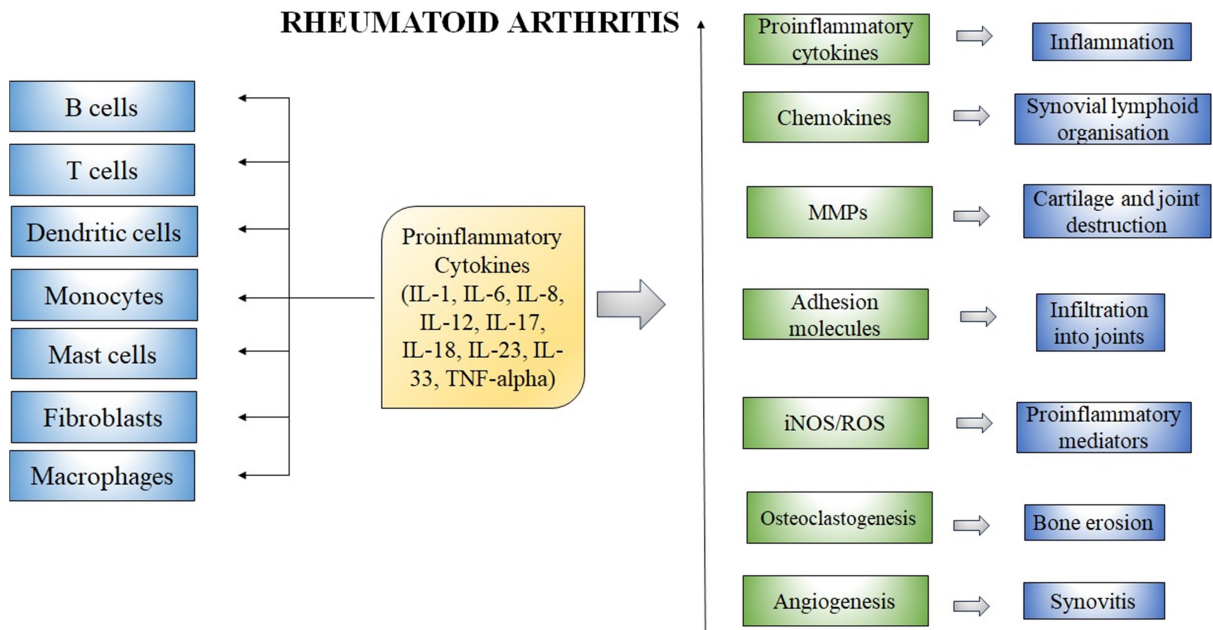 RHEUMATOID ARTHRITIS
B cells
T cells
Dendritic cells
Monocytes
Mast cells
Fibroblasts
Macrophages
Proinflammatory
Cytokines
(IL-1, IL-6, IL-8,
IL-12, IL-17,
IL-18, IL-23, IL-
33, TNF-alpha)
Proinflammatory
cytokines
Inflammation
Chemokines
Synovial lymphoid
organisation
MMPs
Cartilage and joint
destruction
Adhesion
molecules
Infiltration
into joints
iNOS/ROS
Proinflammatory
mediators
Osteoclastogenesis
Bone erosion
Angiogenesis
Synovitis